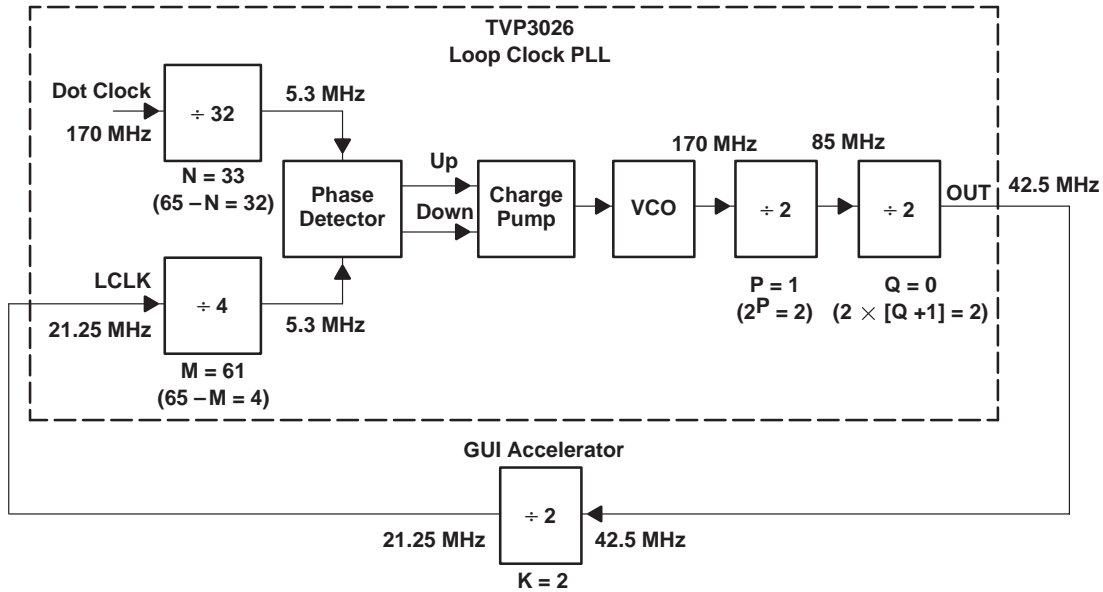 TVP3026
Loop Clock PLL
Dot Clock
170 MHz
÷ 32
5.3 MHz
N = 33
(65 – N = 32)
Phase
Detector
Up
Down
Charge
Pump
VCO
170 MHz
÷ 2
85 MHz
÷ 2
OUT
42.5 MHz
P = 1
(2^P = 2)
Q = 0
(2 × [Q +1] = 2)
LCLK
21.25 MHz
÷ 4
5.3 MHz
M = 61
(65 – M = 4)
GUI Accelerator
÷ 2
21.25 MHz
42.5 MHz
K = 2